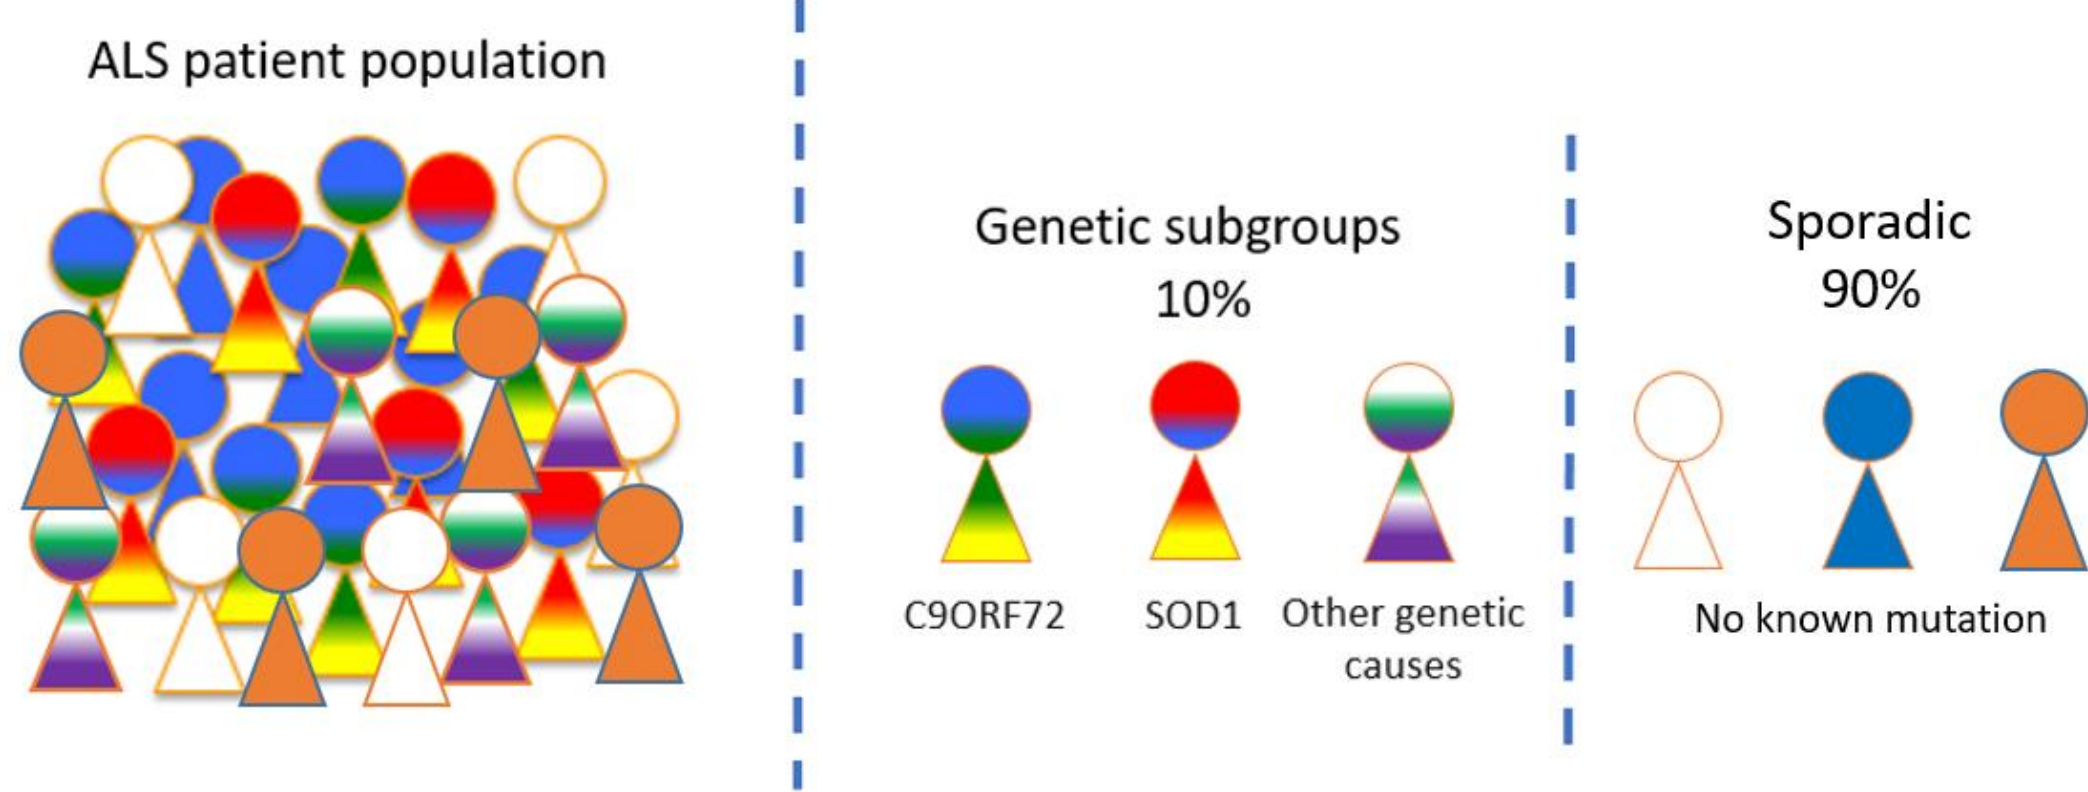 ALS patient population
Genetic subgroups
10%
C9ORF72
SOD1
Other genetic
causes
Sporadic
90%
No known mutation